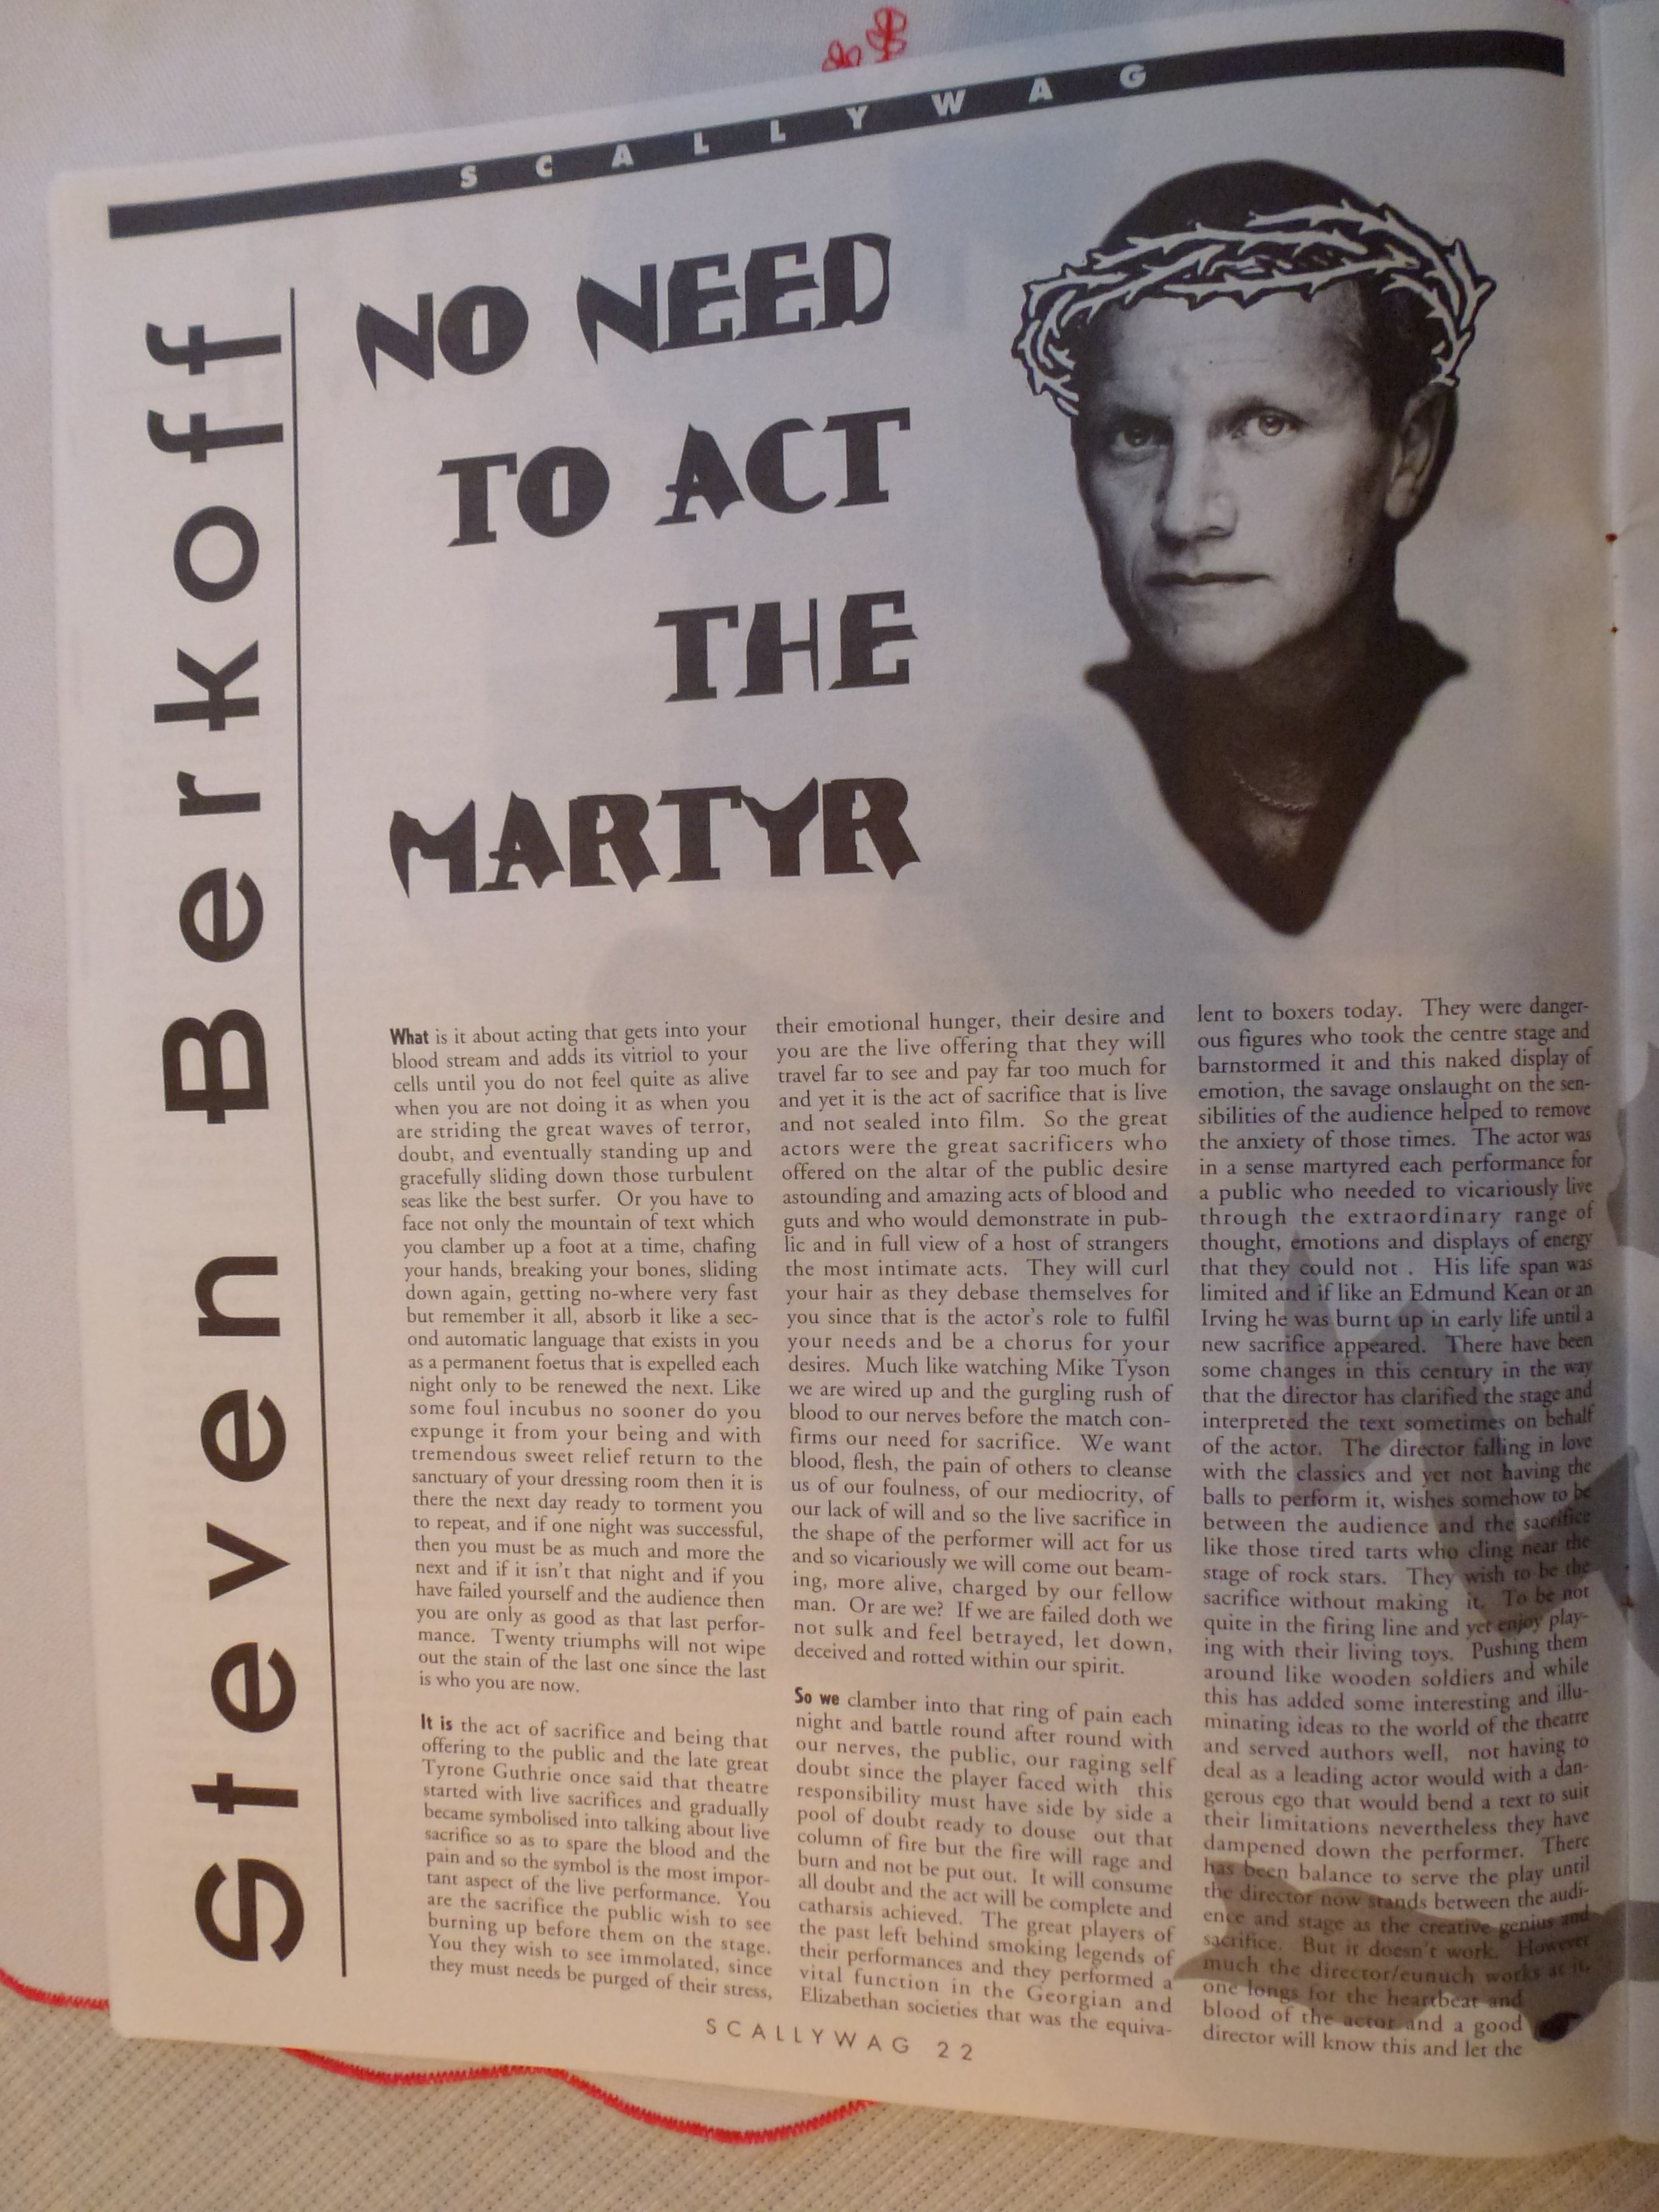 SCALLYWAG
Steven Berkoff
NO NEED
TO ACT
THE
MARTYR
What is it about acting that gets into your
blood stream and adds its vitriol to your
cells until you do not feel quite as alive
when you are not doing it as when you
are striding the great waves of terror,
doubt, and eventually standing up and
gracefully sliding down those turbulent
seas like the best surfer. Or you have to
face not only the mountain of text which
you clamber up a foot at a time, chafing
your hands, breaking your bones, sliding
down again, getting no-where very fast
but remember it all, absorb it like a sec-
ond automatic language that exists in you
as a permanent foetus that is expelled each
night only to be renewed the next. Like
some foul incubus no sooner do you
expunge it from your being and with
tremendous sweet relief return to the
sanctuary of your dressing room then it is
there the next day ready to torment you
to repeat, and if one night was successful,
then you must be as much and more the
next and if it isn't that night and if you
have failed yourself and the audience then
you are only as good as that last perfor-
mance. Twenty triumphs will not wipe
out the stain of the last one since the last
is who you are now.
It is the act of sacrifice and being that
offering to the public and the late great
Tyrone Guthrie once said that theatre
started with live sacrifices and gradually
became symbolised into talking about live
sacrifice so as to spare the blood and the
pain and so the symbol is the most impor-
tant aspect of the live performance. You
are the sacrifice the public wish to see
burning up before them on the stage.
You they wish to see immolated, since
they must needs be purged of their stress,
their emotional hunger, their desire and
you are the live offering that they will
travel far to see and pay far too much for
and yet it is the act of sacrifice that is live
and not sealed into film. So the great
actors were the great sacrificers who
offered on the altar of the public desire
astounding and amazing acts of blood and
guts and who would demonstrate in pub-
lic and in full view of a host of strangers
the most intimate acts. They will curl
your hair as they debase themselves for
you since that is the actor's role to fulfil
your needs and be a chorus for your
desires. Much like watching Mike Tyson
we are wired up and the gurgling rush of
blood to our nerves before the match con-
firms our need for sacrifice. We want
blood, flesh, the pain of others to cleanse
us of our foulness, of our mediocrity, of
our lack of will and so the live sacrifice in
the shape of the performer will act for us
and so vicariously we will come out beam-
ing, more alive, charged by our fellow
man. Or are we? If we are failed doth we
not sulk and feel betrayed, let down,
deceived and rotted within our spirit.
So we clamber into that ring of pain each
night and battle round after round with
our nerves, the public, our raging self
doubt since the player faced with this
responsibility must have side by side a
pool of doubt ready to douse out that
column of fire but the fire will rage and
burn and not be put out. It will consume
all doubt and the act will be complete and
catharsis achieved. The great players of
the past left behind smoking legends of
their performances and they performed a
vital function in the Georgian and
Elizabethan societies that was the equiva-
lent to boxers today. They were danger-
ous figures who took the centre stage and
barnstormed it and this naked display of
emotion, the savage onslaught on the sen-
sibilities of the audience helped to remove
the anxiety of those times. The actor was
in a sense martyred each performance for
a public who needed to vicariously live
through the extraordinary range of
thought, emotions and displays of energy
that they could not . His life span was
limited and if like an Edmund Kean or an
Irving he was burnt up in early life until a
new sacrifice appeared. There have been
some changes in this century in the way
that the director has clarified the stage and
interpreted the text sometimes on behalf
of the actor. The director falling in love
with the classics and yet not having the
balls to perform it, wishes somehow to be
between the audience and the sacrifice
like those tired tarts who cling near the
stage of rock stars. They wish to be the
sacrifice without making it. To be not
quite in the firing line and yet enjoy play-
ing with their living toys. Pushing them
around like wooden soldiers and while
this has added some interesting and illu-
minating ideas to the world of the theatre
and served authors well, not having to
deal as a leading actor would with a dan-
gerous ego that would bend a text to suit
their limitations nevertheless they have
dampened down the performer. There
has been balance to serve the play until
the director now stands between the audi-
ence and stage as the creative genius and
sacrifice. But it doesn't work. However
much the director/eunuch works at it,
one longs for the heartbeat and
blood of the actor and a good
director will know this and let the
SCALLYWAG 22